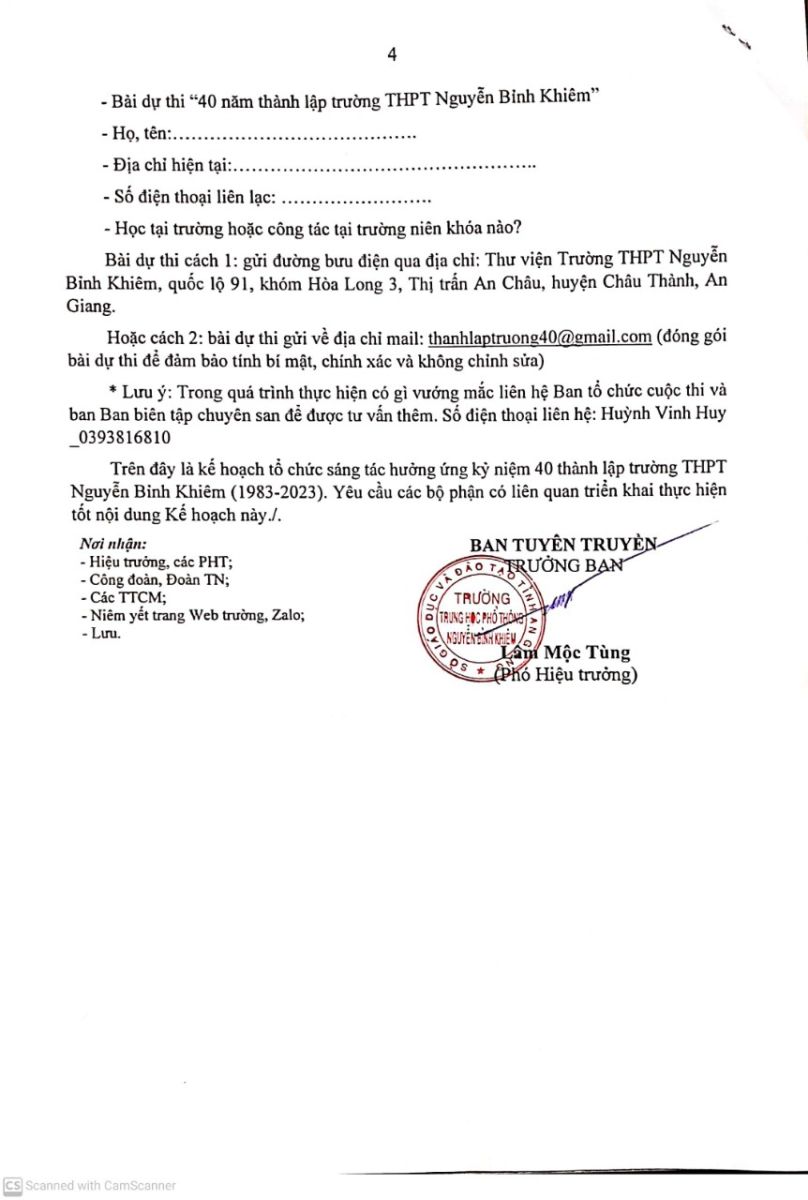 4
- Bài dự thi “40 năm thành lập trường THPT Nguyễn Bỉnh Khiêm”
- Họ, tên:……………………………………
- Địa chỉ hiện tại:…………………………………………….
- Số điện thoại liên lạc: …………………….
- Học tại trường hoặc công tác tại trường niên khóa nào?
Bài dự thi cách 1: gửi đường bưu điện qua địa chỉ: Thư viện Trường THPT Nguyễn
Bỉnh Khiêm, quốc lộ 91, khóm Hòa Long 3, Thị trấn An Châu, huyện Châu Thành, An
Giang.
Hoặc cách 2: bài dự thi gửi về địa chỉ mail: thanhlaptruong40@gmail.com (đóng gói
bài dự thi để đảm bảo tính bí mật, chính xác và không chỉnh sửa)
* Lưu ý: Trong quá trình thực hiện có gì vướng mắc liên hệ Ban tổ chức cuộc thi và
ban Ban biên tập chuyên san để được tư vấn thêm. Số điện thoại liên hệ: Huỳnh Vinh Huy
_0393816810
Trên đây là kế hoạch tổ chức sáng tác hưởng ứng kỷ niệm 40 thành lập trường THPT
Nguyễn Bỉnh Khiêm (1983-2023). Yêu cầu các bộ phận có liên quan triển khai thực hiện
tốt nội dung Kế hoạch này./.
Nơi nhận:
- Hiệu trưởng, các PHT;
- Công đoàn, Đoàn TN;
- Các TTCM;
- Niêm yết trang Web trường, Zalo;
- Lưu.
BAN TUYÊN TRUYỀN
TRƯỞNG BAN
SỞ GIÁO DỤC VÀ ĐÀO TẠO TỈNH AN GIANG
TRƯỜNG
TRUNG HỌC PHỔ THÔNG
NGUYỄN BỈNH KHIÊM
Lâm Mộc Tùng
(Phó Hiệu trưởng)
CS Scanned with CamScanner